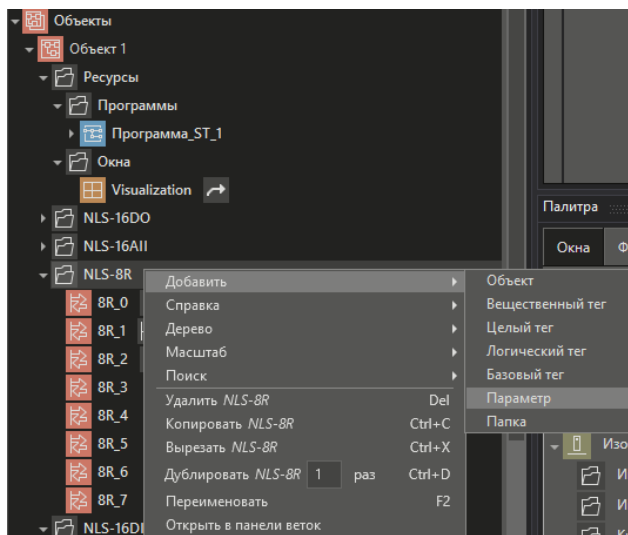 Объекты
Объект 1
Ресурсы
Программы
Программа_ST_1
Окна
Visualization
NLS-16DO
NLS-16AII
NLS-8R
8R_0
8R_1
8R_2
8R_3
8R_4
8R_5
8R_6
8R_7
NLS-16DI
Добавить
Справка
Дерево
Масштаб
Поиск
Удалить NLS-8R Del
Копировать NLS-8R Ctrl+C
Вырезать NLS-8R Ctrl+X
Дублировать NLS-8R 1 раз Ctrl+D
Переименовать F2
Открыть в панели веток
Объект
Вещественный тег
Целый тег
Логический тег
Базовый тег
Параметр
Папка
Палитра
Окна Ф
Изо
И
И